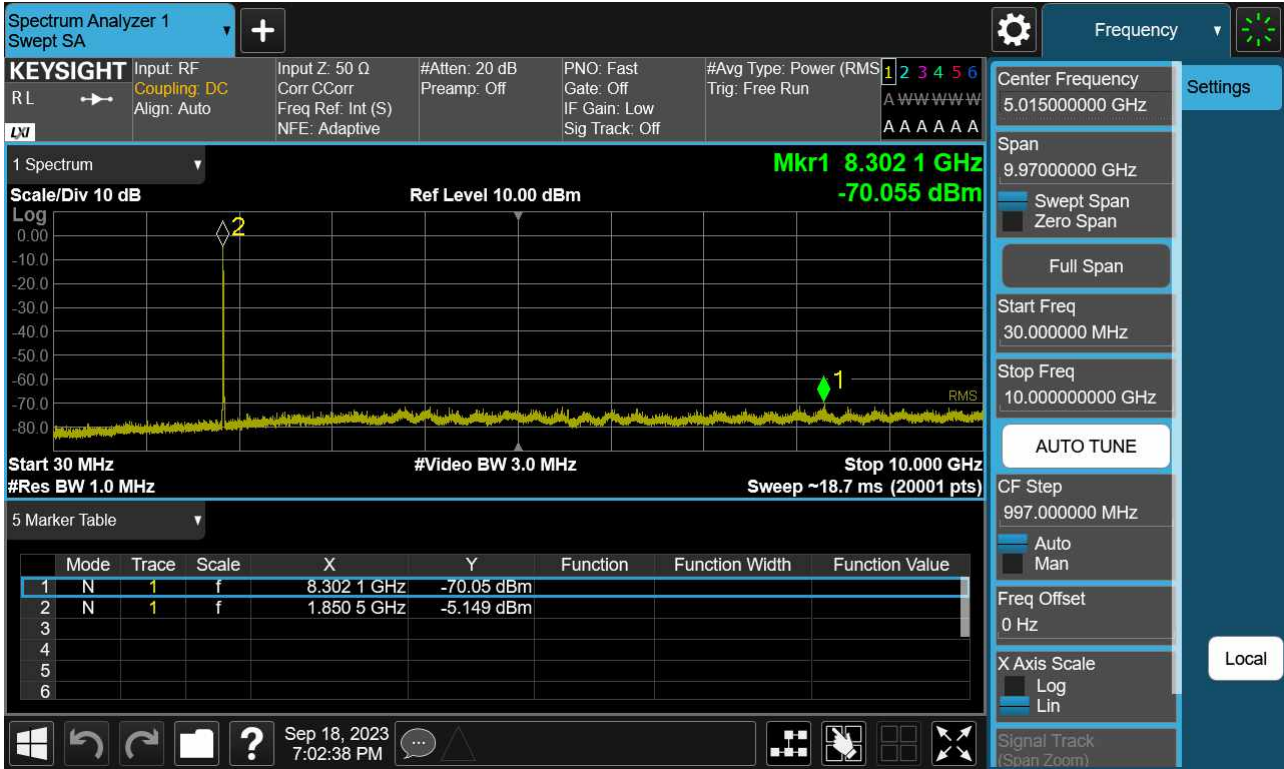 Spectrum Analyzer 1
Swept SA
Frequency
KEYSIGHT
R L
LXI
Input: RF
Coupling: DC
Align: Auto
Input Z: 50 Ω
Corr CCorr
Freq Ref: Int (S)
NFE: Adaptive
#Atten: 20 dB
Preamp: Off
PNO: Fast
Gate: Off
IF Gain: Low
Sig Track: Off
#Avg Type: Power (RMS
Trig: Free Run
1 2 3 4 5 6
A W W W W W
A A A A A A
1 Spectrum
Mkr1 8.302 1 GHz
-70.055 dBm
Scale/Div 10 dB
Ref Level 10.00 dBm
Log
0.00
-10.0
-20.0
-30.0
-40.0
-50.0
-60.0
-70.0
-80.0
2
1
RMS
Start 30 MHz
#Video BW 3.0 MHz
Stop 10.000 GHz
#Res BW 1.0 MHz
Sweep ~18.7 ms (20001 pts)
5 Marker Table
Mode Trace Scale X Y Function Function Width Function Value
1 N 1 f 8.302 1 GHz -70.05 dBm
2 N 1 f 1.850 5 GHz -5.149 dBm
3
4
5
6
Sep 18, 2023
7:02:38 PM
?
Center Frequency
5.015000000 GHz
Span
9.97000000 GHz
Swept Span
Zero Span
Full Span
Start Freq
30.000000 MHz
Stop Freq
10.000000000 GHz
AUTO TUNE
CF Step
997.000000 MHz
Auto
Man
Freq Offset
0 Hz
X Axis Scale
Log
Lin
Signal Track
(Span Zoom)
Settings
Local